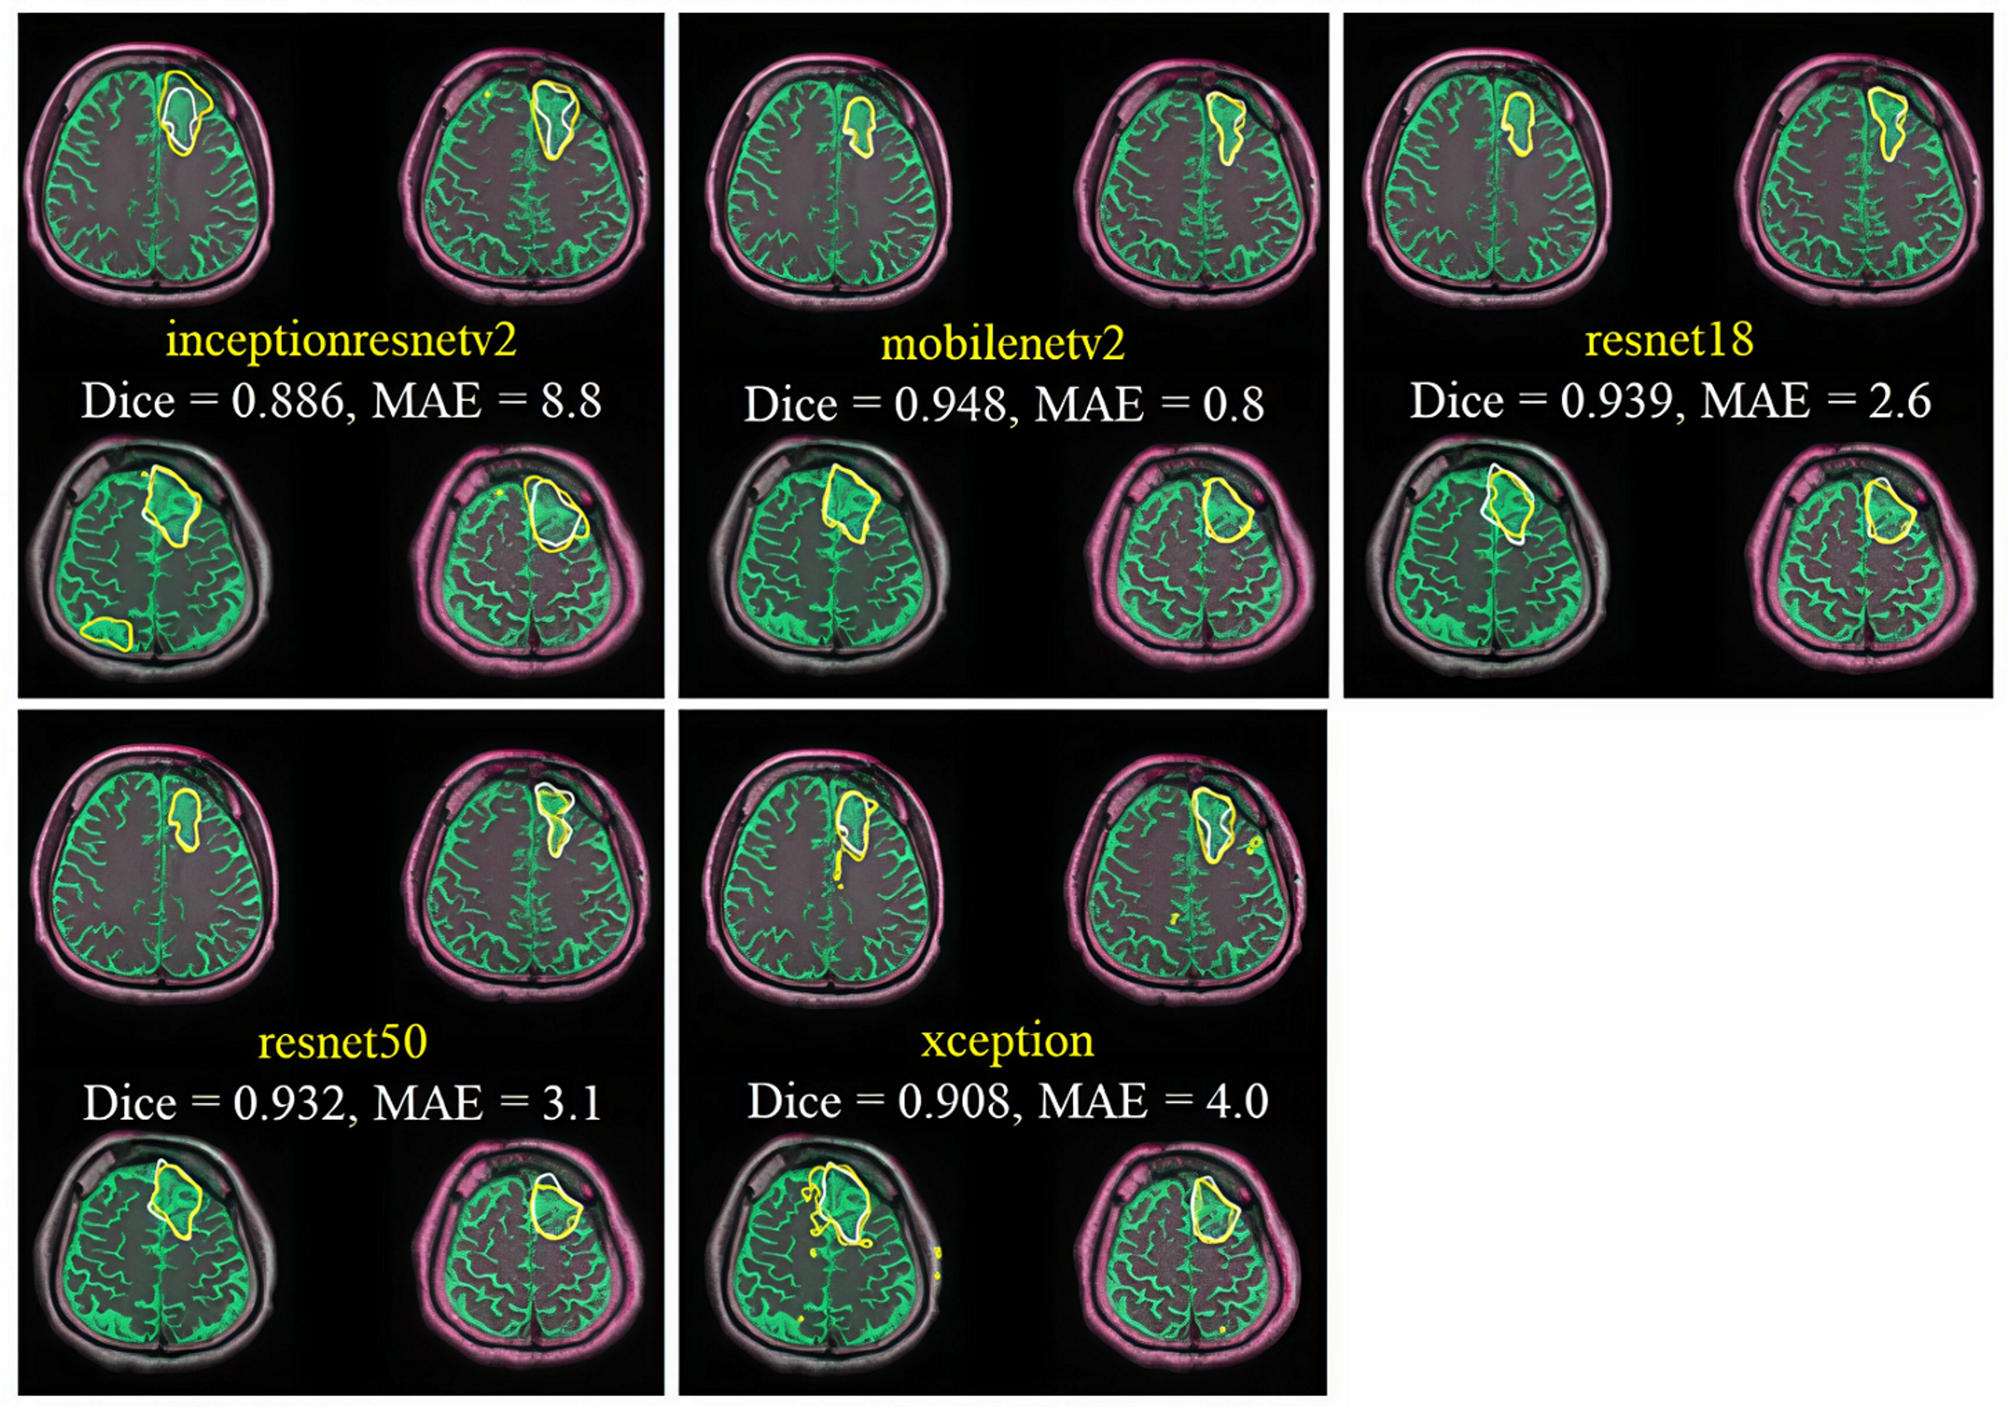 inceptionresnetv2
Dice = 0.886, MAE = 8.8
mobilenetv2
Dice = 0.948, MAE = 0.8
resnet18
Dice = 0.939, MAE = 2.6
resnet50
Dice = 0.932, MAE = 3.1
xception
Dice = 0.908, MAE = 4.0